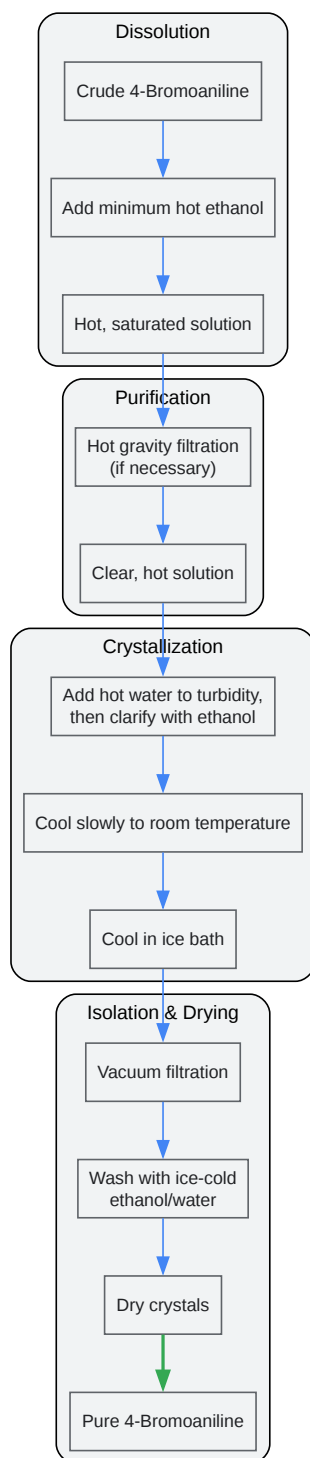 Dissolution
Crude 4-Bromoaniline
Add minimum hot ethanol
Hot, saturated solution
Purification
Hot gravity filtration
(if necessary)
Clear, hot solution
Crystallization
Add hot water to turbidity,
then clarify with ethanol
Cool slowly to room temperature
Cool in ice bath
Isolation & Drying
Vacuum filtration
Wash with ice-cold
ethanol/water
Dry crystals
Pure 4-Bromoaniline